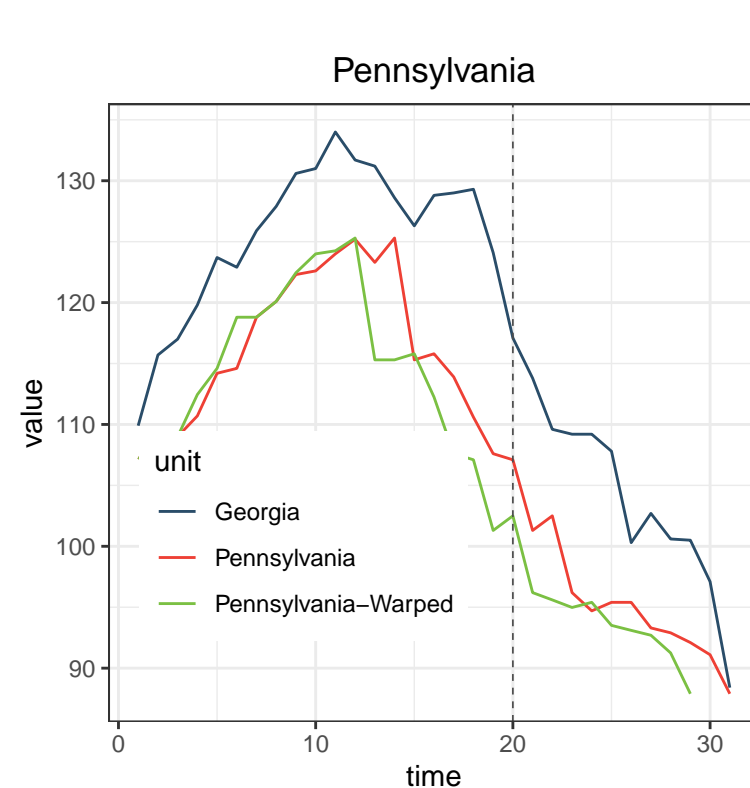 Pennsylvania
value
130
120
110
100
90
unit
Georgia
Pennsylvania
Pennsylvania−Warped
0 10 20 30
time